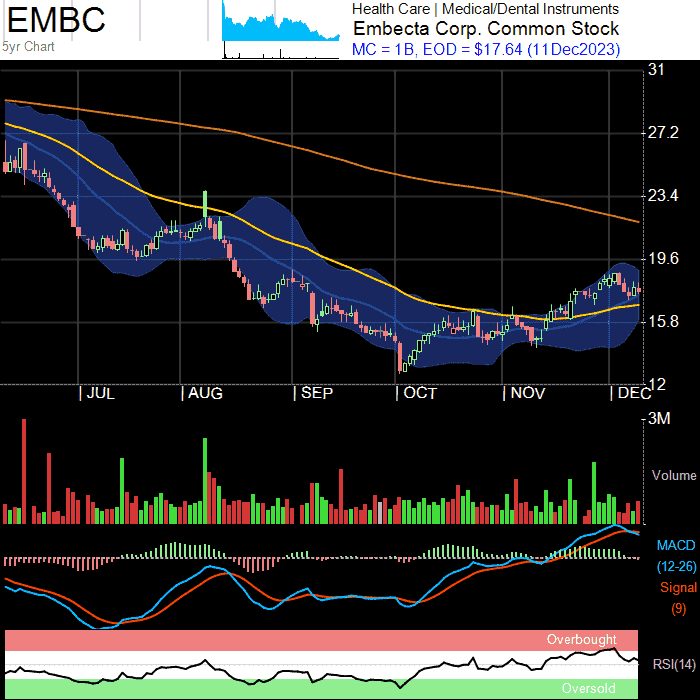 EMBC
5yr Chart
Health Care | Medical/Dental Instruments
Embecta Corp. Common Stock
MC = 1B, EOD = $17.64 (11Dec2023)
31
27.2
23.4
19.6
15.8
12
JUL
AUG
SEP
OCT
NOV
DEC
3M
Volume
MACD
(12-26)
Signal
(9)
Overbought
RSI(14)
Oversold